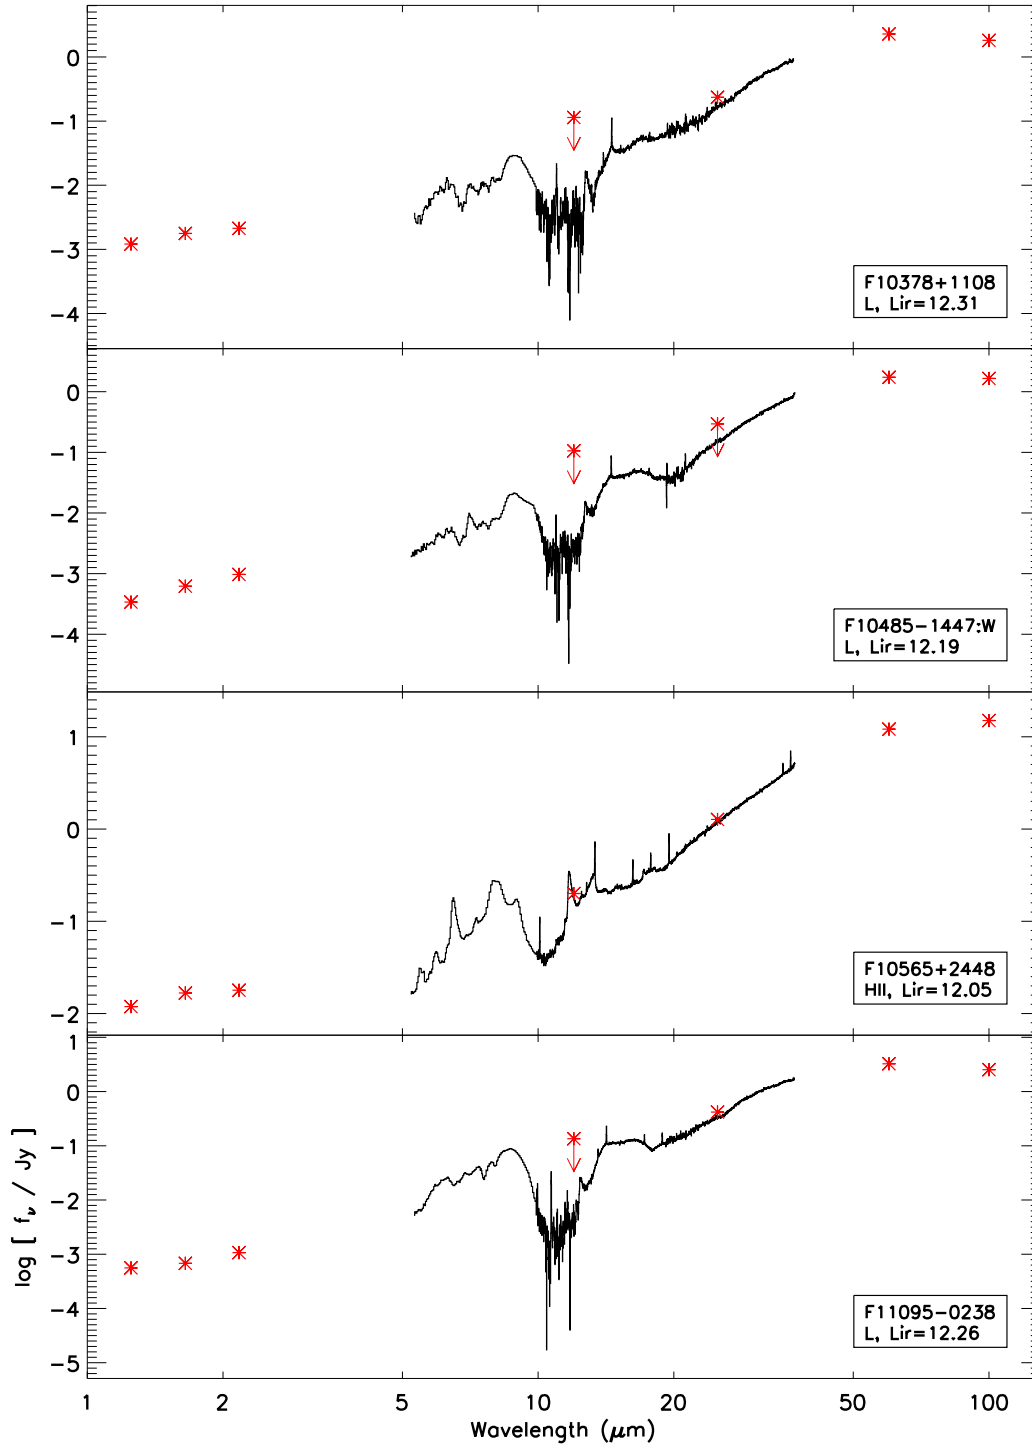 0
−1
−2
−3
−4
F10378+1108
L, Lir=12.31
0
−1
−2
−3
−4
F10485−1447:W
L, Lir=12.19
1
0
−1
−2
F10565+2448
HII, Lir=12.05
1
0
−1
−2
−3
−4
−5
F11095−0238
L, Lir=12.26
log [ fν / Jy ]
1 2 5 10 20 50 100
Wavelength (μm)